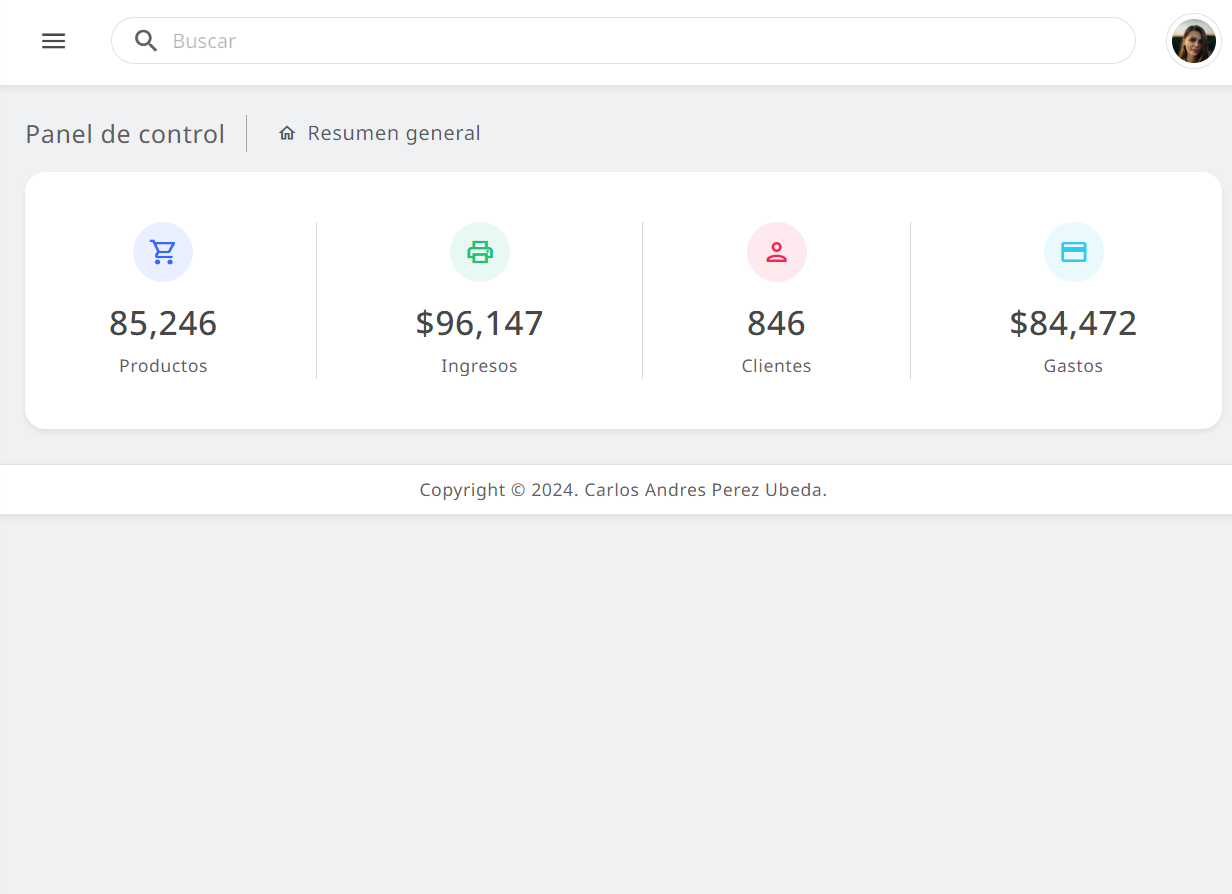 Buscar
Panel de control
Resumen general
85,246
Productos
$96,147
Ingresos
846
Clientes
$84,472
Gastos
Copyright © 2024. Carlos Andres Perez Ubeda.